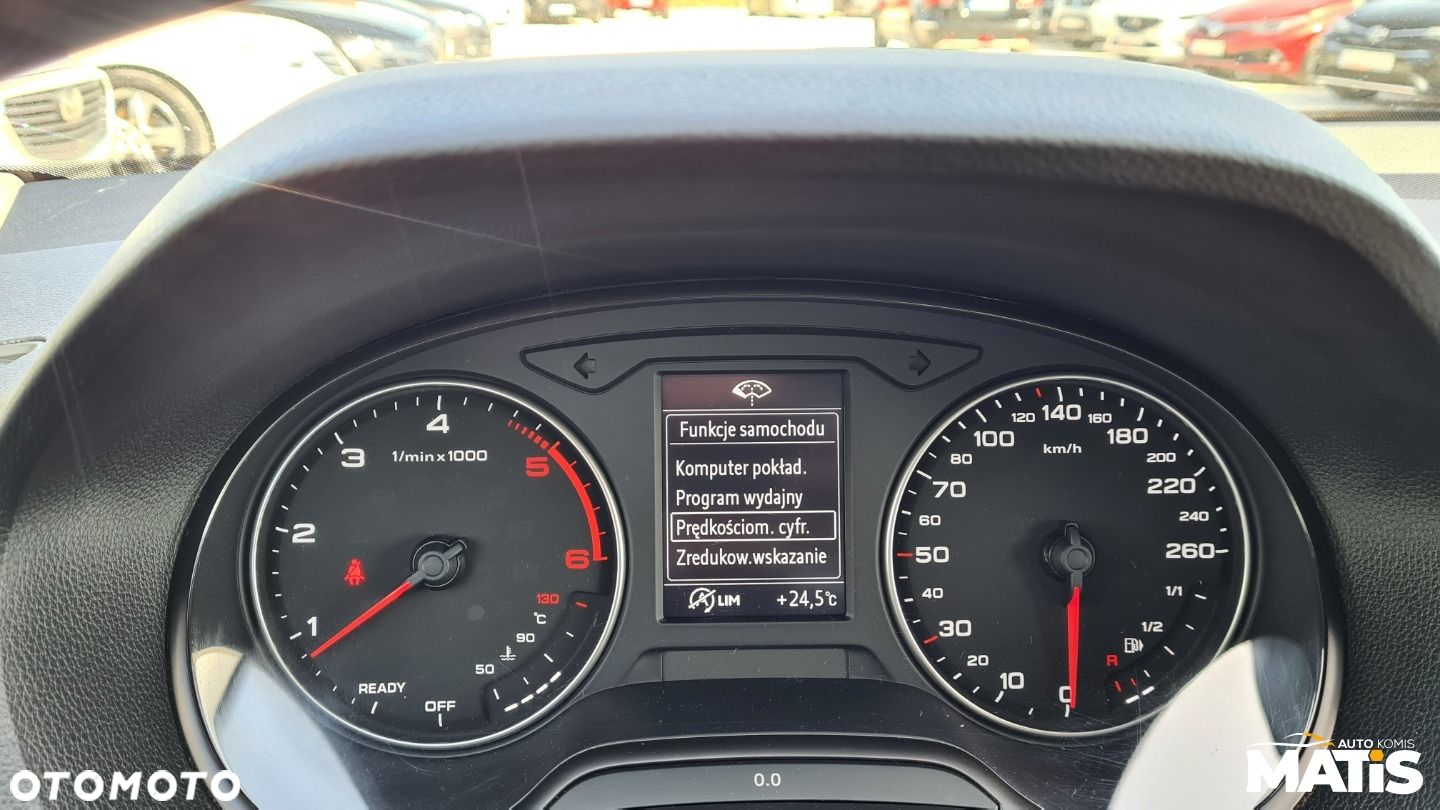 1/min x 1000
1
2
3
4
5
6
READY
OFF
50
90
130
°C
Funkcje samochodu
Komputer pokład.
Program wydajny
Prędkościom. cyfr.
Zredukow.wskazanie
LIM
+24,5°C
km/h
0
10
20
30
40
50
60
70
80
100
120
140
160
180
200
220
240
260
1/1
1/2
R
0.0
OTOMOTO
AUTO KOMIS
MATIS